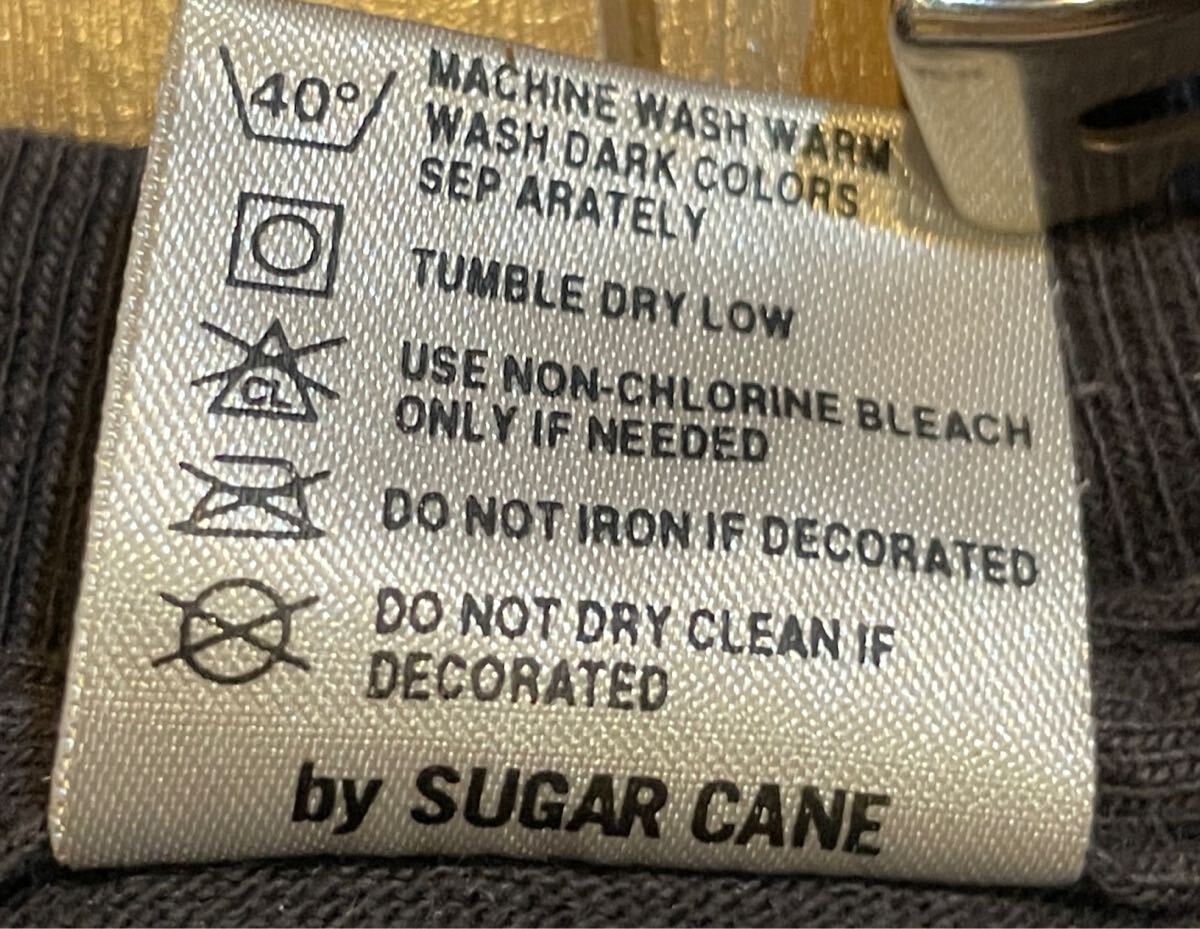 40° MACHINE WASH WARM
WASH DARK COLORS
SEP ARATELY
TUMBLE DRY LOW
CL USE NON-CHLORINE BLEACH
ONLY IF NEEDED
DO NOT IRON IF DECORATED
DO NOT DRY CLEAN IF
DECORATED
by SUGAR CANE